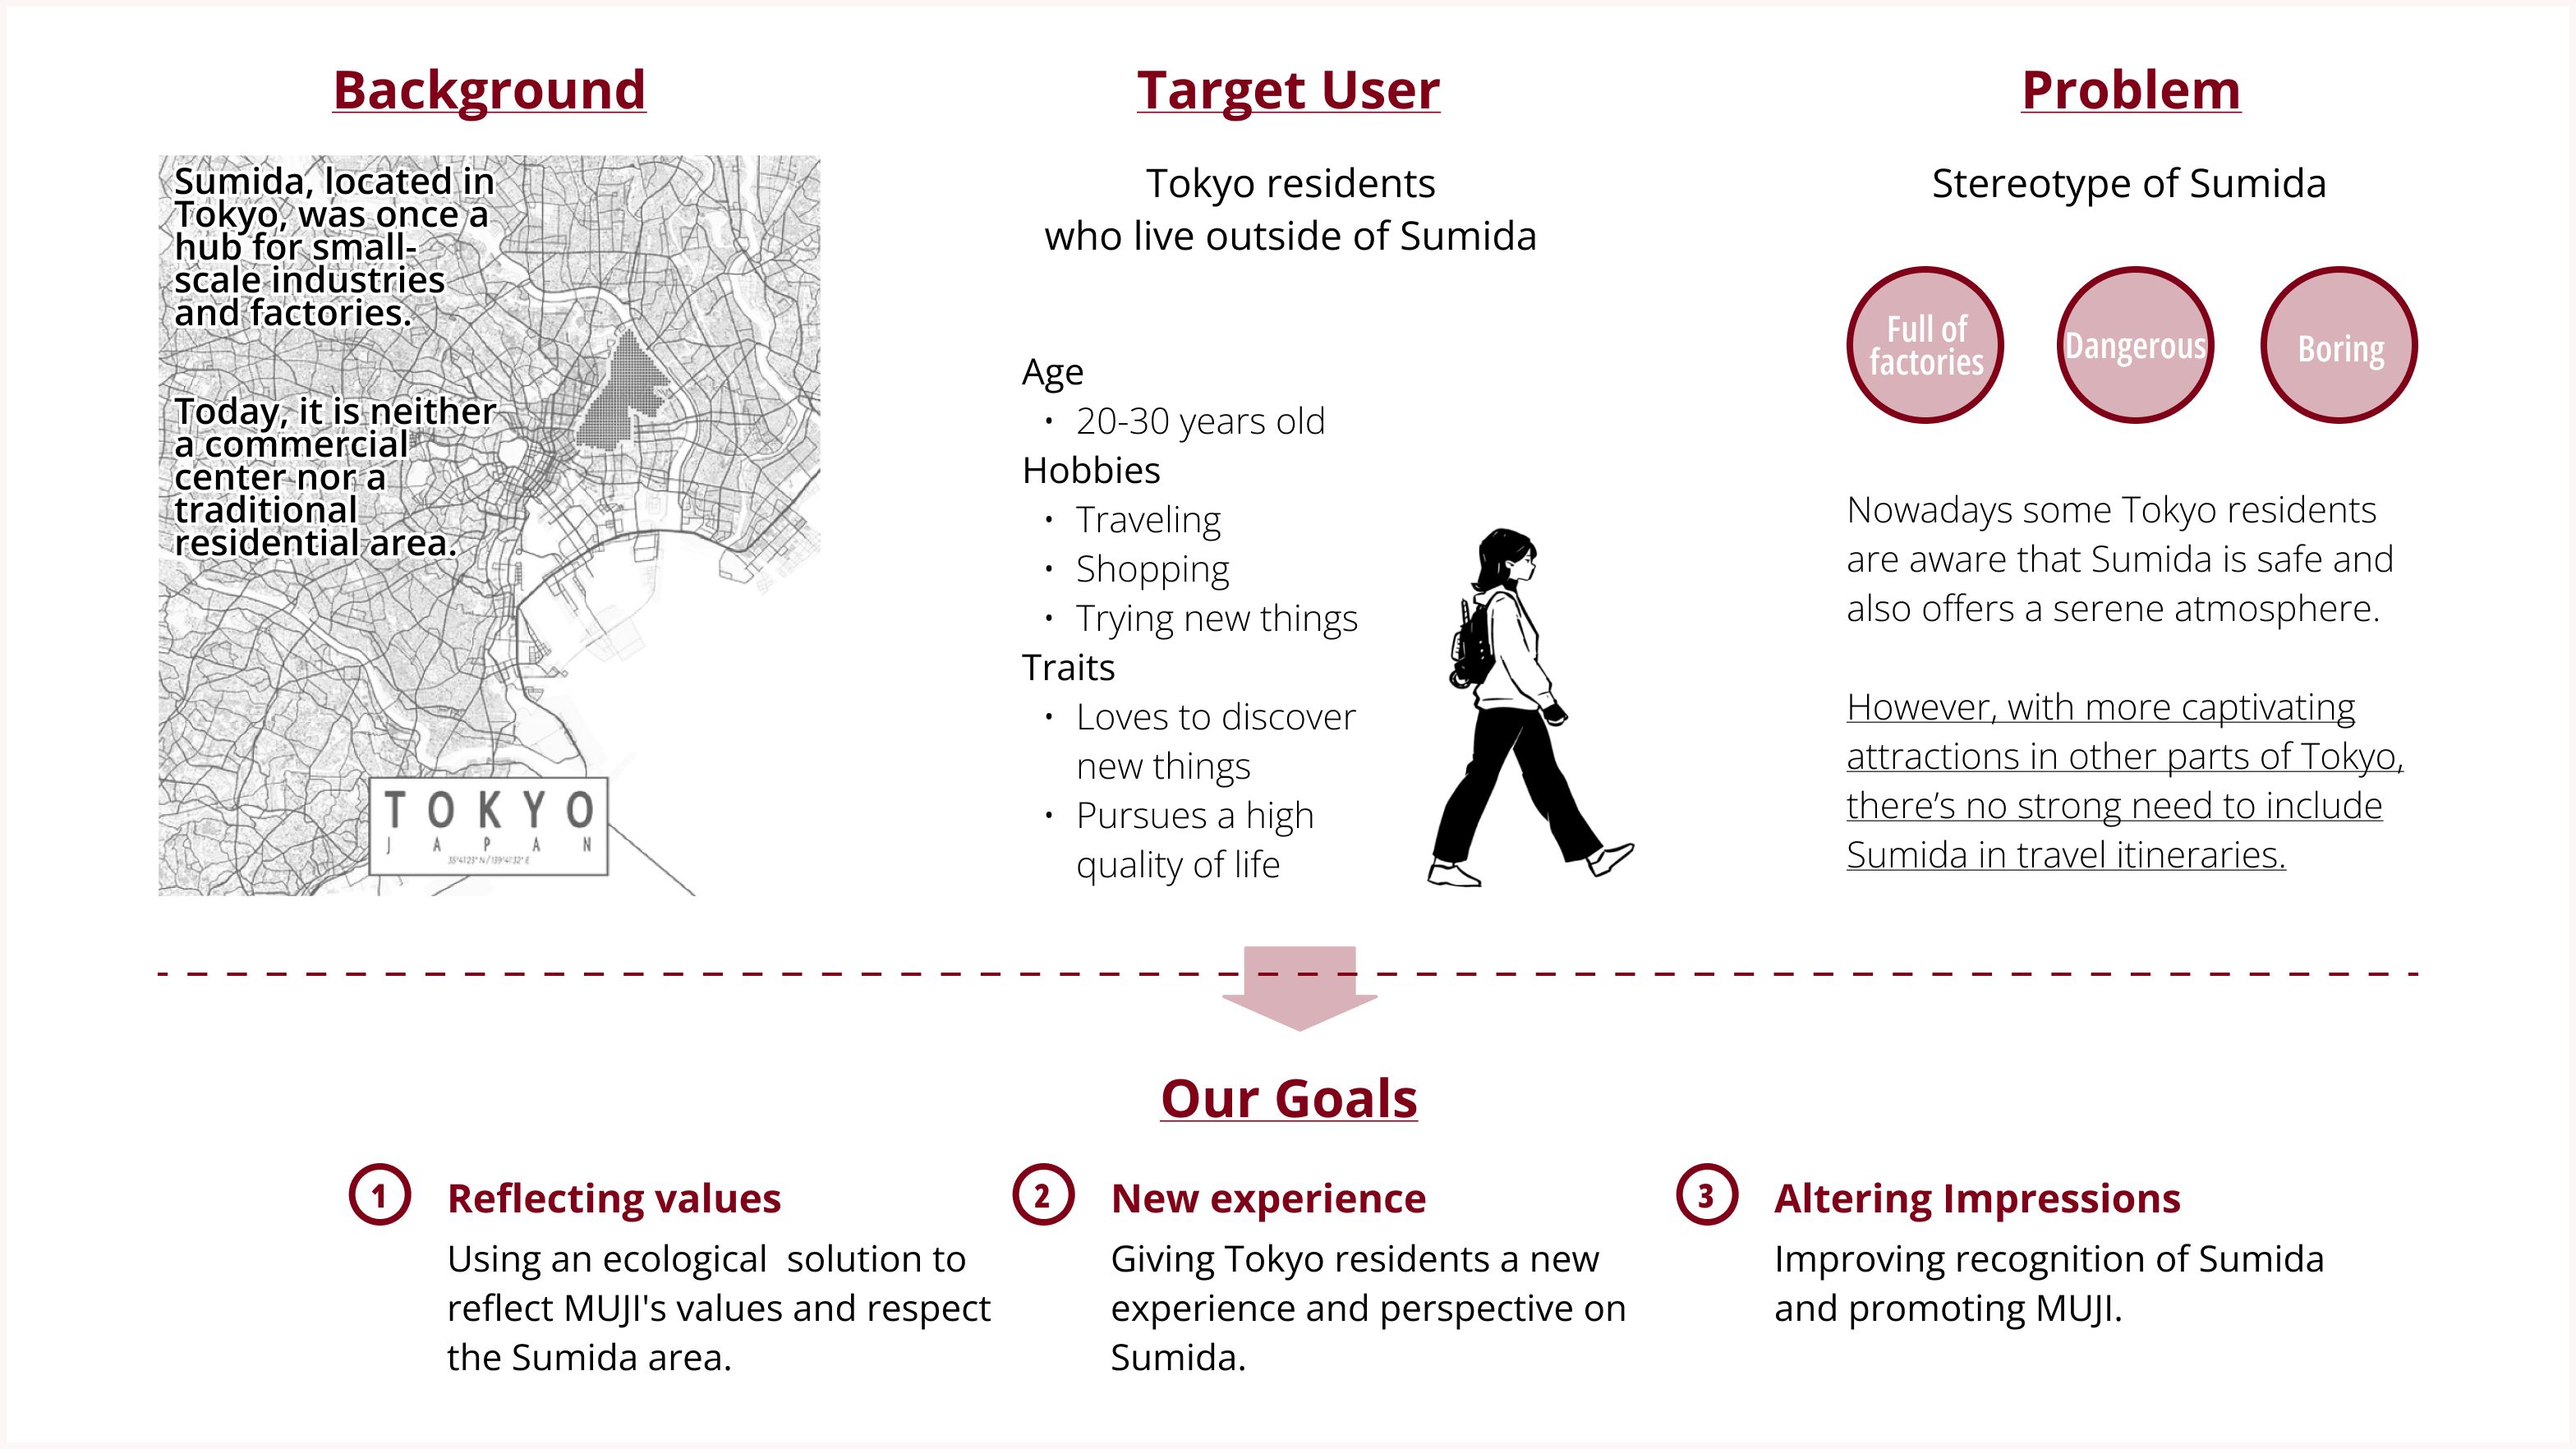 Background
Sumida, located in
Tokyo, was once a
hub for small-
scale industries
and factories.
Today, it is neither
a commercial
center nor a
traditional
residential area.
TOKYO
JAPAN
35°41'23" N / 139°41'32" E
Target User
Tokyo residents
who live outside of Sumida
Age
• 20-30 years old
Hobbies
• Traveling
• Shopping
• Trying new things
Traits
• Loves to discover
new things
• Pursues a high
quality of life
Problem
Stereotype of Sumida
Full of
factories
Dangerous
Boring
Nowadays some Tokyo residents
are aware that Sumida is safe and
also offers a serene atmosphere.
However, with more captivating
attractions in other parts of Tokyo,
there's no strong need to include
Sumida in travel itineraries.
Our Goals
1 Reflecting values
Using an ecological  solution to
reflect MUJI's values and respect
the Sumida area.
2 New experience
Giving Tokyo residents a new
experience and perspective on
Sumida.
3 Altering Impressions
Improving recognition of Sumida
and promoting MUJI.